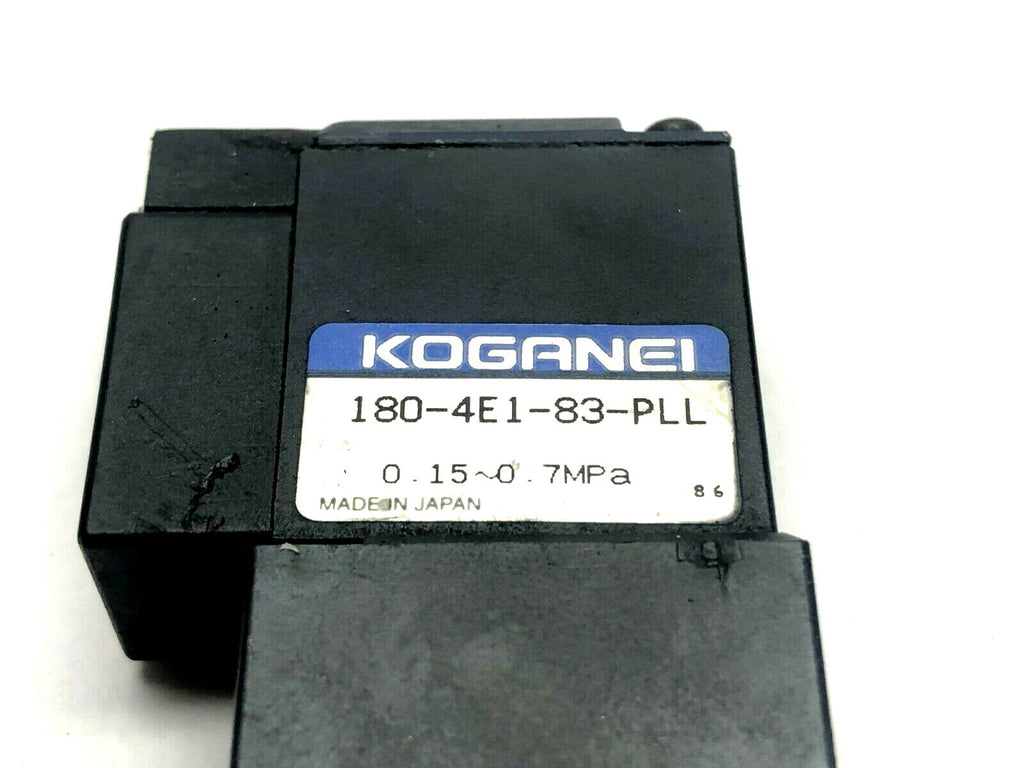 KOGANEI
180-4E1-83-PLL
0.15~0.7MPa
86
MADE IN JAPAN